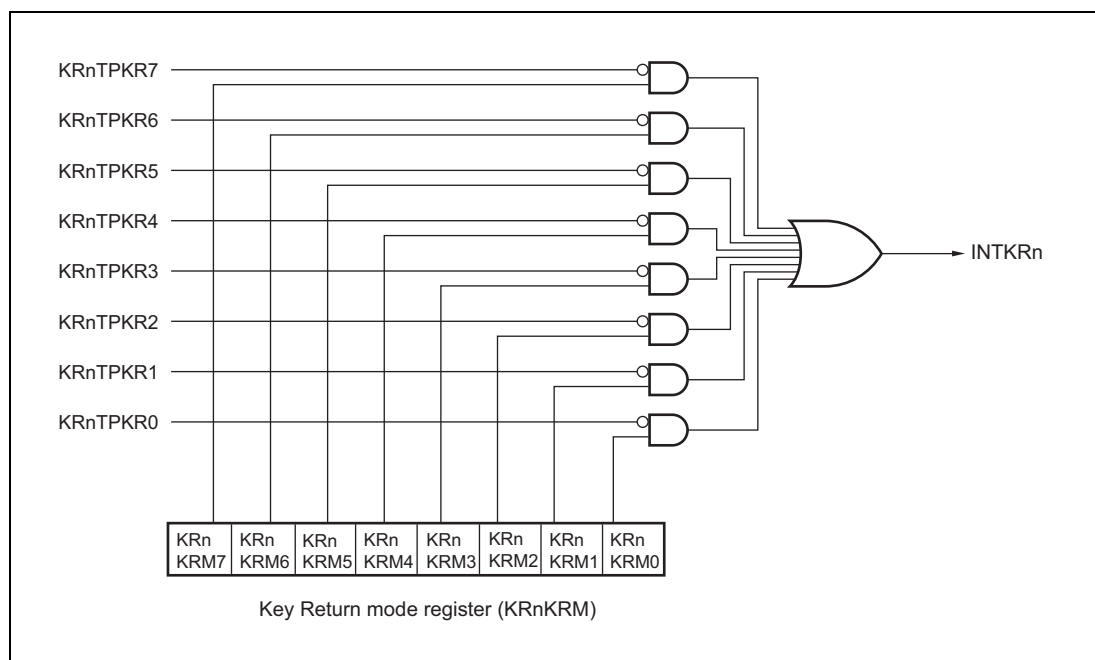 KRnTPKR7
KRnTPKR6
KRnTPKR5
KRnTPKR4
KRnTPKR3
KRnTPKR2
KRnTPKR1
KRnTPKR0
INTKRn
KRn KRn KRn KRn KRn KRn KRn KRn
KRM7 KRM6 KRM5 KRM4 KRM3 KRM2 KRM1 KRM0
Key Return mode register (KRnKRM)